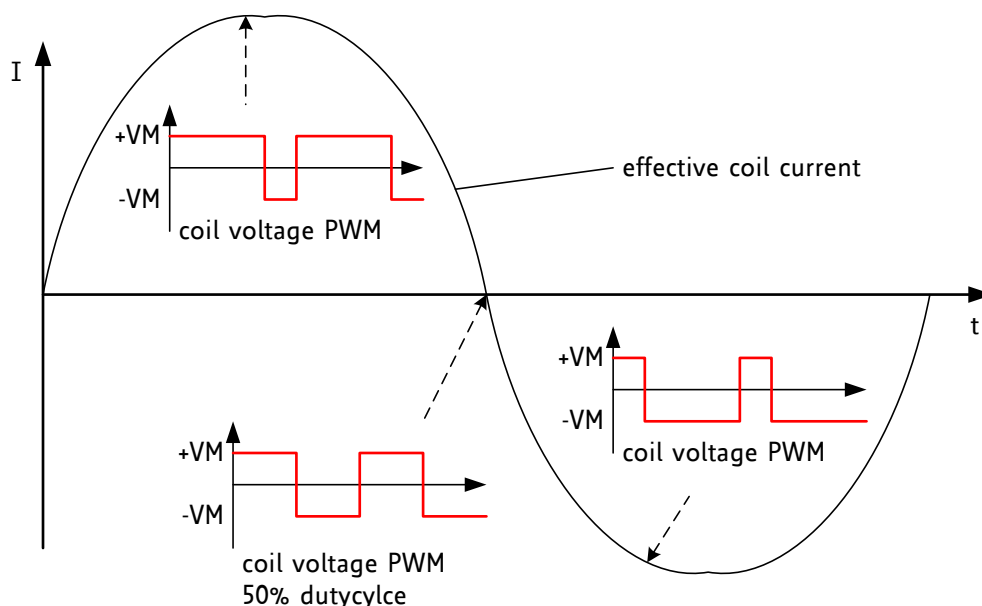 I
+VM
-VM
coil voltage PWM
effective coil current
t
+VM
-VM
coil voltage PWM
+VM
-VM
coil voltage PWM
50% dutycylce